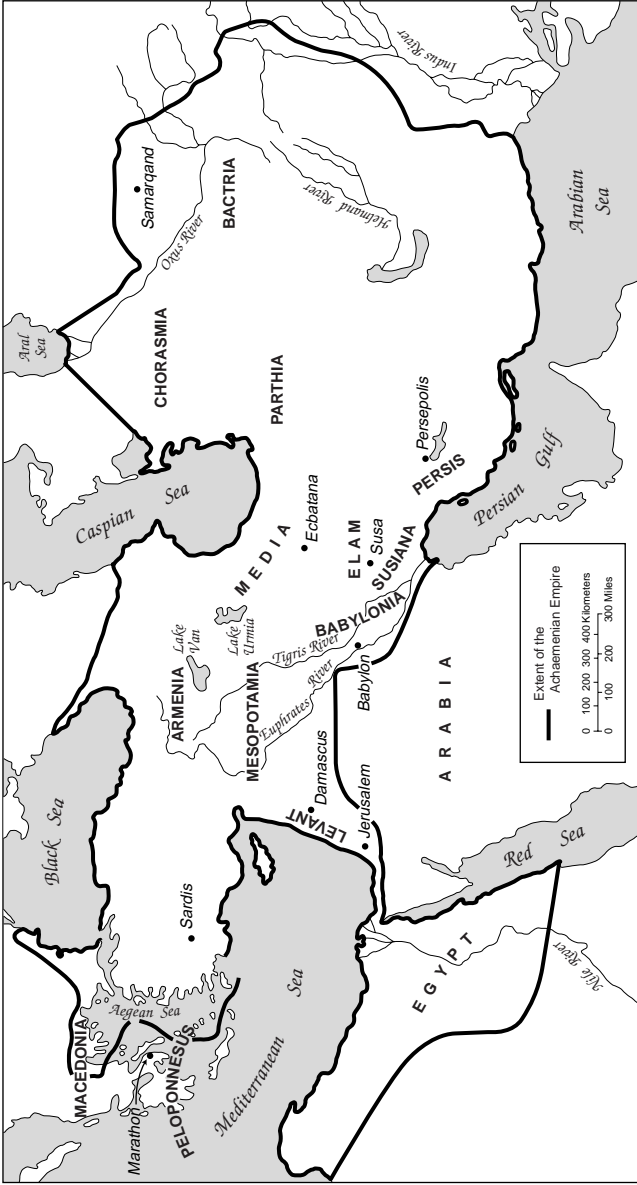 MACEDONIA
Marathon
PELOPONNESUS
Aegean Sea
Sardis
Black Sea
Mediterranean
Sea
EGYPT
Nile River
Red Sea
LEVANT
Jerusalem
Damascus
ARMENIA
Lake
Van
Lake
Urmia
MESOPOTAMIA
Tigris River
Euphrates River
Babylon
BABYLONIA
ARABIA
Caspian Sea
MEDIA
Ecbatana
ELAM
Susa
SUSIANA
PERSIS
Persepolis
Persian Gulf
Aral
Sea
CHORASMIA
PARTHIA
Oxus River
Samarqand
BACTRIA
Helmand River
Indus River
Arabian
Sea
Extent of the
Achaemenian Empire
0 100 200 300 400 Kilometers
0 100 200 300 Miles